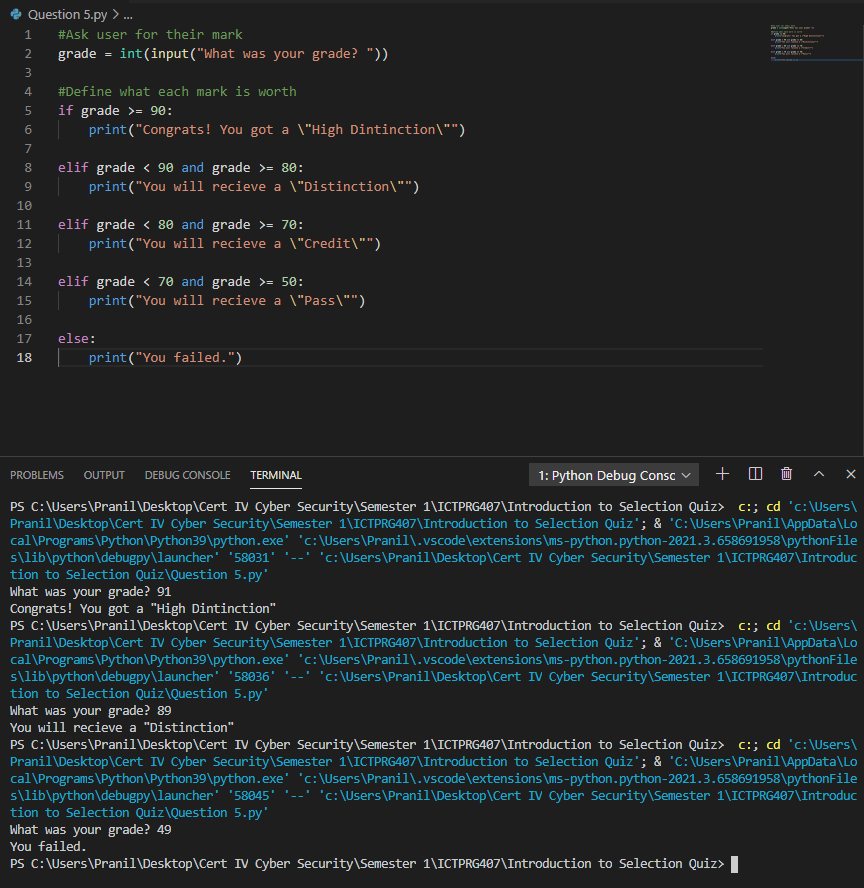 Question 5.py > ...
1 #Ask user for their mark
2 grade = int(input("What was your grade? "))
3
4 #Define what each mark is worth
5 if grade >= 90:
6     print("Congrats! You got a \"High Dintinction\"")
7
8 elif grade < 90 and grade >= 80:
9     print("You will recieve a \"Distinction\"")
10
11 elif grade < 80 and grade >= 70:
12     print("You will recieve a \"Credit\"")
13
14 elif grade < 70 and grade >= 50:
15     print("You will recieve a \"Pass\"")
16
17 else:
18     print("You failed.")
PROBLEMS OUTPUT DEBUG CONSOLE TERMINAL 1: Python Debug Consc
PS C:\Users\Pranil\Desktop\Cert IV Cyber Security\Semester 1\ICTPRG407\Introduction to Selection Quiz>  c:; cd 'c:\Users\
Pranil\Desktop\Cert IV Cyber Security\Semester 1\ICTPRG407\Introduction to Selection Quiz'; & 'C:\Users\Pranil\AppData\Lo
cal\Programs\Python\Python39\python.exe' 'c:\Users\Pranil\.vscode\extensions\ms-python.python-2021.3.658691958\pythonFile
s\lib\python\debugpy\launcher' '58031' '--' 'c:\Users\Pranil\Desktop\Cert IV Cyber Security\Semester 1\ICTPRG407\Introduc
tion to Selection Quiz\Question 5.py'
What was your grade? 91
Congrats! You got a "High Dintinction"
PS C:\Users\Pranil\Desktop\Cert IV Cyber Security\Semester 1\ICTPRG407\Introduction to Selection Quiz>  c:; cd 'c:\Users\
Pranil\Desktop\Cert IV Cyber Security\Semester 1\ICTPRG407\Introduction to Selection Quiz'; & 'C:\Users\Pranil\AppData\Lo
cal\Programs\Python\Python39\python.exe' 'c:\Users\Pranil\.vscode\extensions\ms-python.python-2021.3.658691958\pythonFile
s\lib\python\debugpy\launcher' '58036' '--' 'c:\Users\Pranil\Desktop\Cert IV Cyber Security\Semester 1\ICTPRG407\Introduc
tion to Selection Quiz\Question 5.py'
What was your grade? 89
You will recieve a "Distinction"
PS C:\Users\Pranil\Desktop\Cert IV Cyber Security\Semester 1\ICTPRG407\Introduction to Selection Quiz>  c:; cd 'c:\Users\
Pranil\Desktop\Cert IV Cyber Security\Semester 1\ICTPRG407\Introduction to Selection Quiz'; & 'C:\Users\Pranil\AppData\Lo
cal\Programs\Python\Python39\python.exe' 'c:\Users\Pranil\.vscode\extensions\ms-python.python-2021.3.658691958\pythonFile
s\lib\python\debugpy\launcher' '58045' '--' 'c:\Users\Pranil\Desktop\Cert IV Cyber Security\Semester 1\ICTPRG407\Introduc
tion to Selection Quiz\Question 5.py'
What was your grade? 49
You failed.
PS C:\Users\Pranil\Desktop\Cert IV Cyber Security\Semester 1\ICTPRG407\Introduction to Selection Quiz>